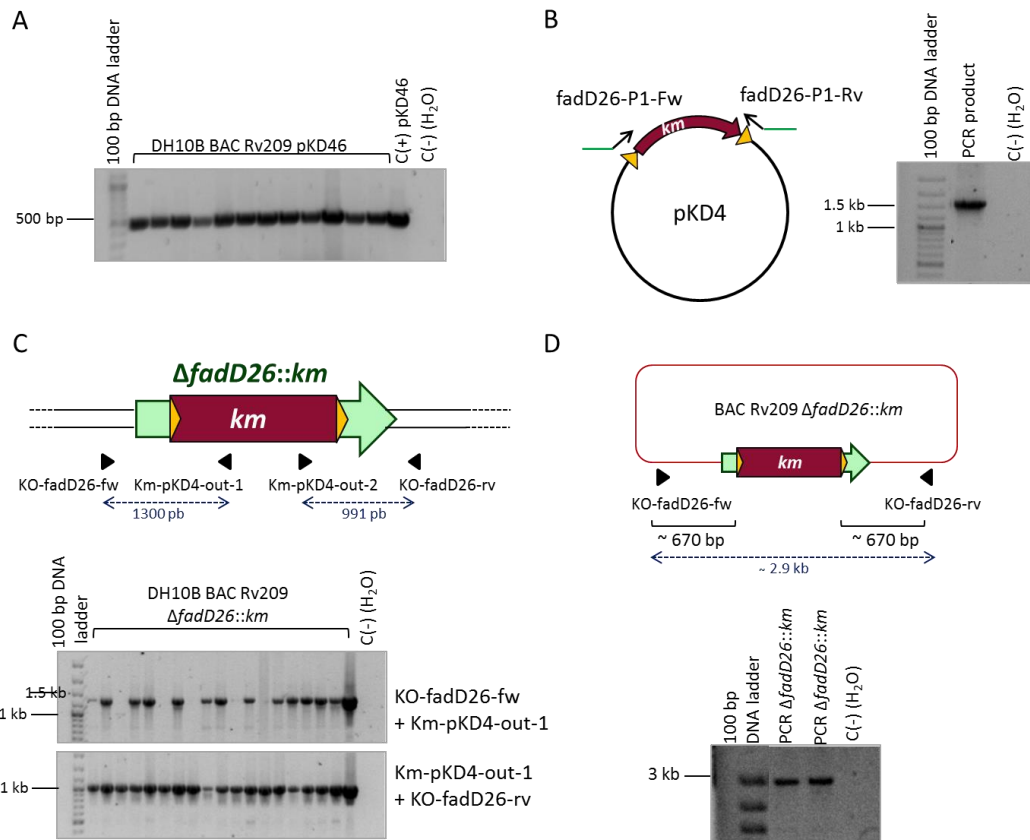 A
100 bp DNA ladder
DH10B BAC Rv209 pKD46
C(+) pKD46
C(-) (H₂O)
500 bp
B
fadD26-P1-Fw
fadD26-P1-Rv
km
pKD4
100 bp DNA ladder
PCR product
C(-) (H₂O)
1.5 kb
1 kb
C
ΔfadD26::km
km
KO-fadD26-fw
Km-pKD4-out-1
Km-pKD4-out-2
KO-fadD26-rv
1300 pb
991 pb
100 bp DNA
ladder
DH10B BAC Rv209
ΔfadD26::km
C(-) (H₂O)
1.5 kb
1 kb
KO-fadD26-fw
+ Km-pKD4-out-1
1 kb
Km-pKD4-out-1
+ KO-fadD26-rv
D
BAC Rv209 ΔfadD26::km
km
KO-fadD26-fw
KO-fadD26-rv
~ 670 bp
~ 670 bp
~ 2.9 kb
100 bp
DNA ladder
PCR ΔfadD26::km
PCR ΔfadD26::km
C(-) (H₂O)
3 kb